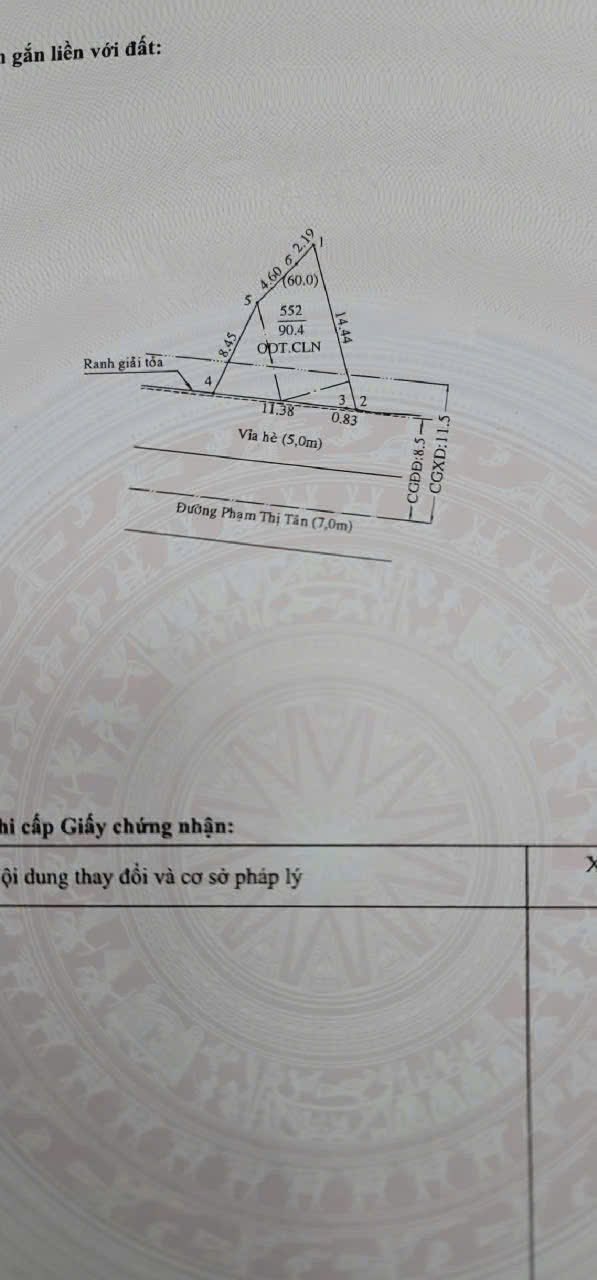 gắn liền với đất:
1
2.19
6
4.60
(60.0)
5
552
90.4
14.44
8.45
ODT.CLN
Ranh giải tỏa
4
3 2
11.38
0.83
Vỉa hè (5,0m)
CGĐĐ:8.5
CGXD:11.5
Đường Phạm Thị Tân (7,0m)
hi cấp Giấy chứng nhận:
ội dung thay đổi và cơ sở pháp lý
X